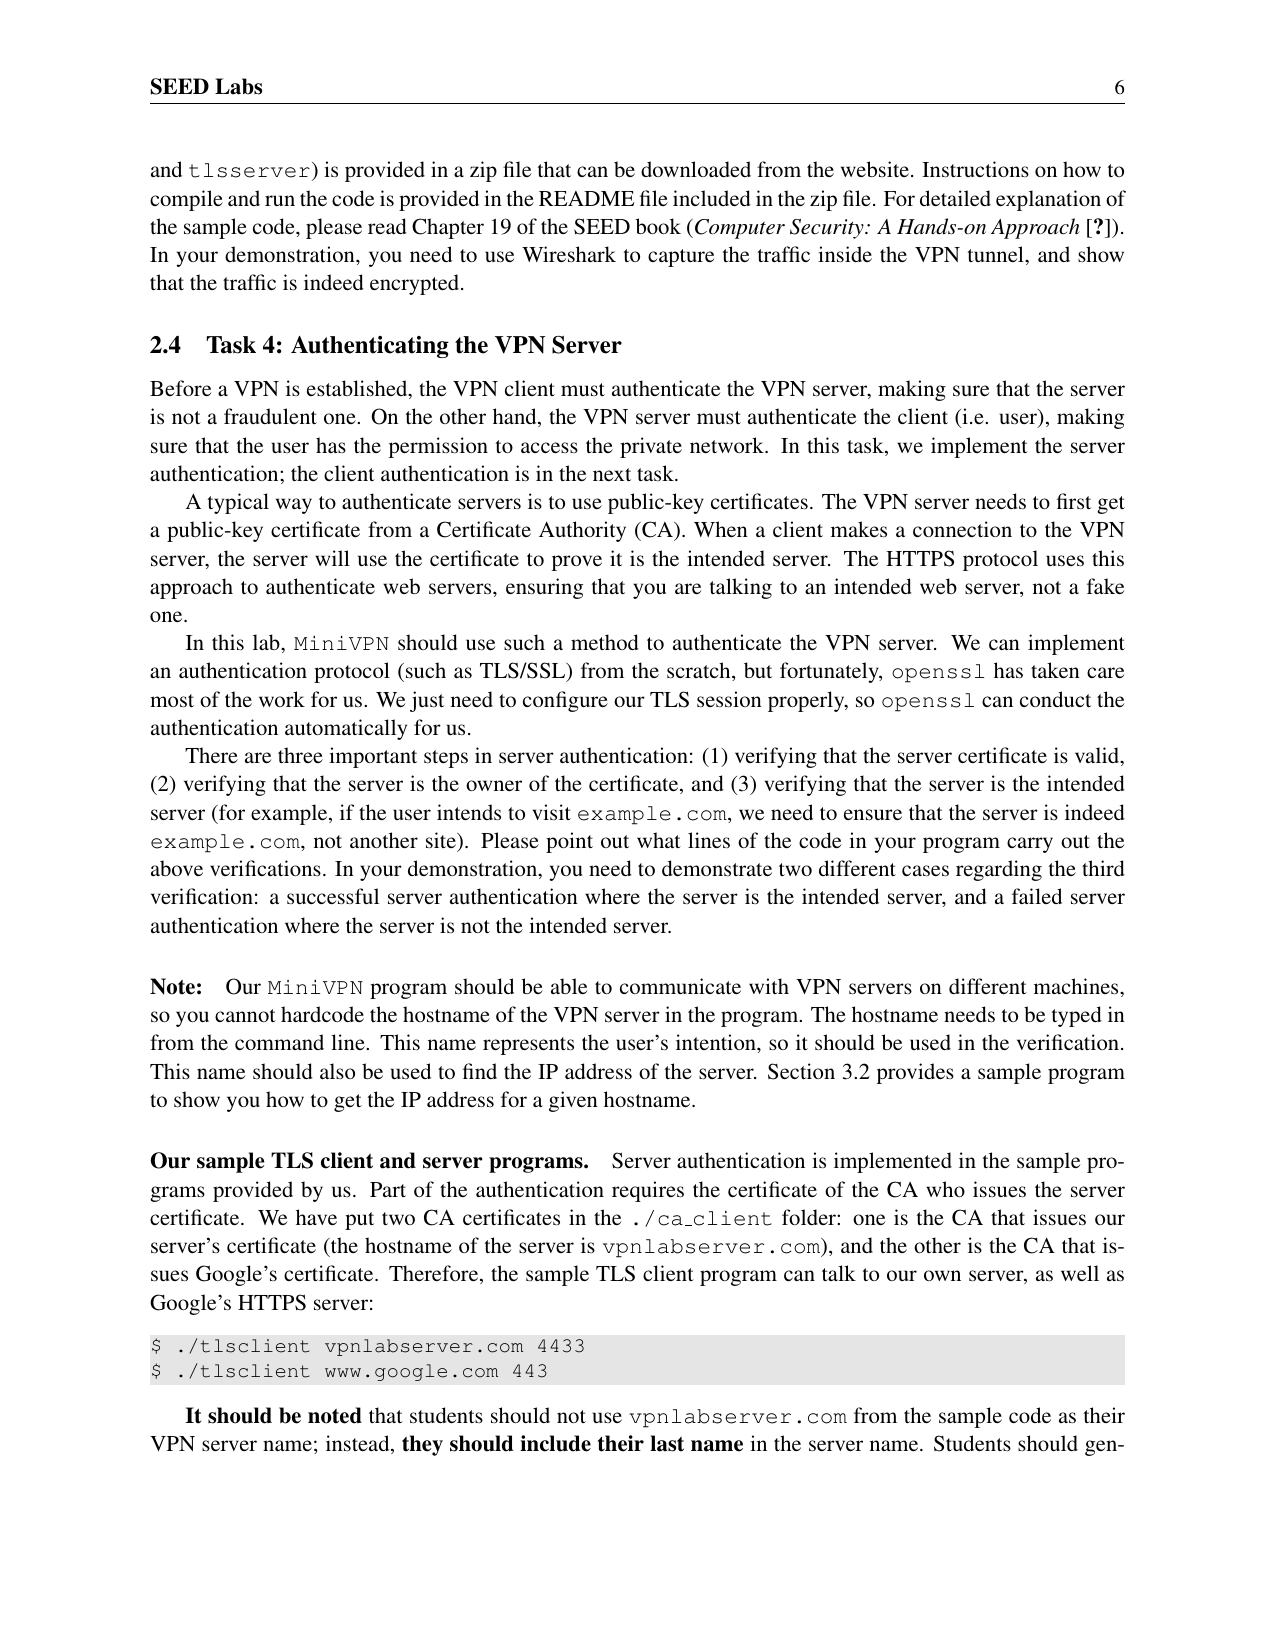 SEED Labs 6
and tlsserver) is provided in a zip file that can be downloaded from the website. Instructions on how to
compile and run the code is provided in the README file included in the zip file. For detailed explanation of
the sample code, please read Chapter 19 of the SEED book (Computer Security: A Hands-on Approach [?]).
In your demonstration, you need to use Wireshark to capture the traffic inside the VPN tunnel, and show
that the traffic is indeed encrypted.
2.4 Task 4: Authenticating the VPN Server
Before a VPN is established, the VPN client must authenticate the VPN server, making sure that the server
is not a fraudulent one. On the other hand, the VPN server must authenticate the client (i.e. user), making
sure that the user has the permission to access the private network. In this task, we implement the server
authentication; the client authentication is in the next task.
A typical way to authenticate servers is to use public-key certificates. The VPN server needs to first get
a public-key certificate from a Certificate Authority (CA). When a client makes a connection to the VPN
server, the server will use the certificate to prove it is the intended server. The HTTPS protocol uses this
approach to authenticate web servers, ensuring that you are talking to an intended web server, not a fake
one.
In this lab, MiniVPN should use such a method to authenticate the VPN server. We can implement
an authentication protocol (such as TLS/SSL) from the scratch, but fortunately, openssl has taken care
most of the work for us. We just need to configure our TLS session properly, so openssl can conduct the
authentication automatically for us.
There are three important steps in server authentication: (1) verifying that the server certificate is valid,
(2) verifying that the server is the owner of the certificate, and (3) verifying that the server is the intended
server (for example, if the user intends to visit example.com, we need to ensure that the server is indeed
example.com, not another site). Please point out what lines of the code in your program carry out the
above verifications. In your demonstration, you need to demonstrate two different cases regarding the third
verification: a successful server authentication where the server is the intended server, and a failed server
authentication where the server is not the intended server.
Note: Our MiniVPN program should be able to communicate with VPN servers on different machines,
so you cannot hardcode the hostname of the VPN server in the program. The hostname needs to be typed in
from the command line. This name represents the user's intention, so it should be used in the verification.
This name should also be used to find the IP address of the server. Section 3.2 provides a sample program
to show you how to get the IP address for a given hostname.
Our sample TLS client and server programs. Server authentication is implemented in the sample pro-
grams provided by us. Part of the authentication requires the certificate of the CA who issues the server
certificate. We have put two CA certificates in the ./ca_client folder: one is the CA that issues our
server's certificate (the hostname of the server is vpnlabserver.com), and the other is the CA that is-
sues Google's certificate. Therefore, the sample TLS client program can talk to our own server, as well as
Google's HTTPS server:
$ ./tlsclient vpnlabserver.com 4433
$ ./tlsclient www.google.com 443
It should be noted that students should not use vpnlabserver.com from the sample code as their
VPN server name; instead, they should include their last name in the server name. Students should gen-